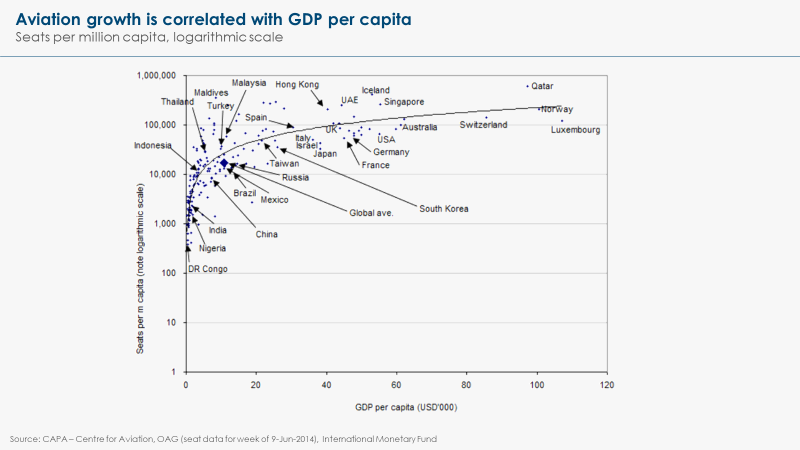 Aviation growth is correlated with GDP per capita
Seats per million capita, logarithmic scale
1,000,000
100,000
10,000
1,000
100
10
1
Seats per m capita (note logarithmic scale)
Malaysia
Hong Kong
Iceland
Qatar
Maldives
UAE
Singapore
Thailand
Turkey
Norway
Spain
UK
Australia
Switzerland
Luxembourg
Italy
USA
Indonesia
Israel
Japan
Germany
Taiwan
France
Russia
Brazil
Mexico
South Korea
Global ave.
India
China
Nigeria
DR Congo
0
20
40
60
80
100
120
GDP per capita (USD'000)
Source: CAPA – Centre for Aviation, OAG (seat data for week of 9-Jun-2014), International Monetary Fund